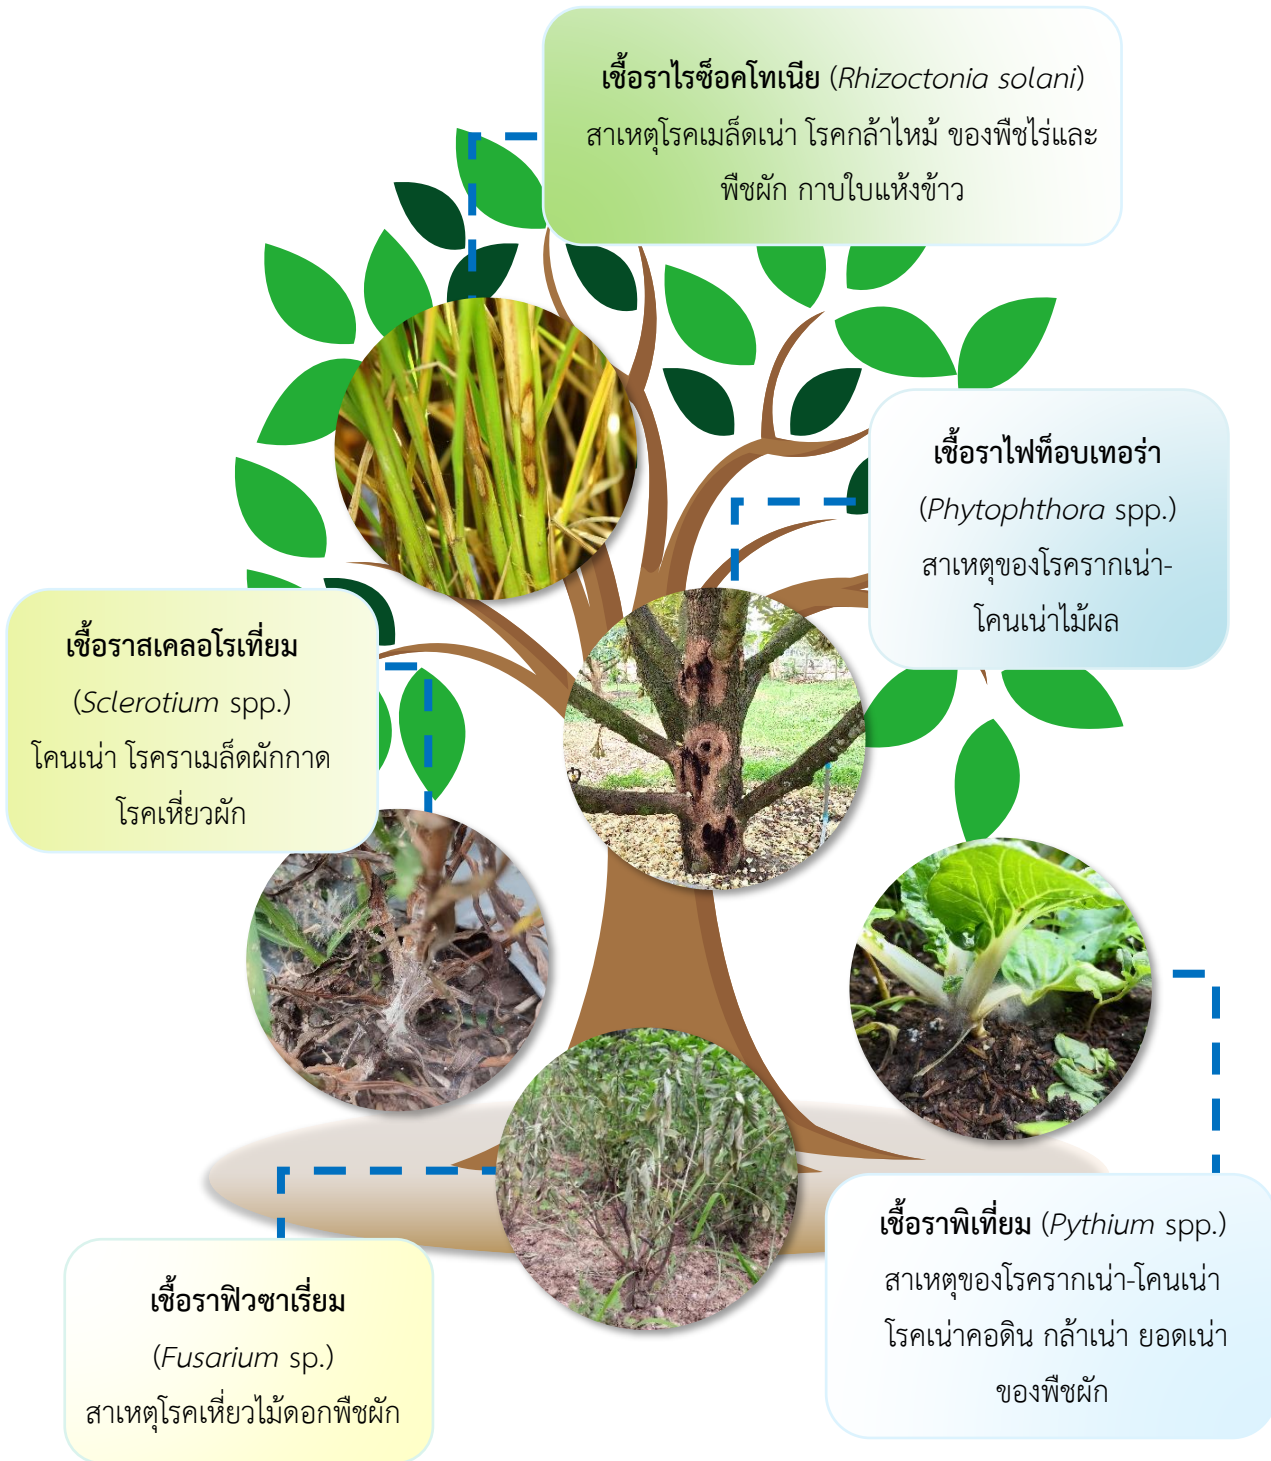 เชื้อราไรซ็อคโทเนีย (Rhizoctonia solani)
สาเหตุโรคเมล็ดเน่า โรคกล้าไหม้ ของพืชไร่และ
พืชผัก กาบใบแห้งข้าว
เชื้อราไฟท็อบเทอร่า
(Phytophthora spp.)
สาเหตุของโรครากเน่า-
โคนเน่าไม้ผล
เชื้อราสเคลอโรเที่ยม
(Sclerotium spp.)
โคนเน่า โรคราเมล็ดผักกาด
โรคเหี่ยวผัก
เชื้อราพิเที่ยม (Pythium spp.)
สาเหตุของโรครากเน่า-โคนเน่า
โรคเน่าคอดิน กล้าเน่า ยอดเน่า
ของพืชผัก
เชื้อราฟิวซาเรี่ยม
(Fusarium sp.)
สาเหตุโรคเหี่ยวไม้ดอกพืชผัก